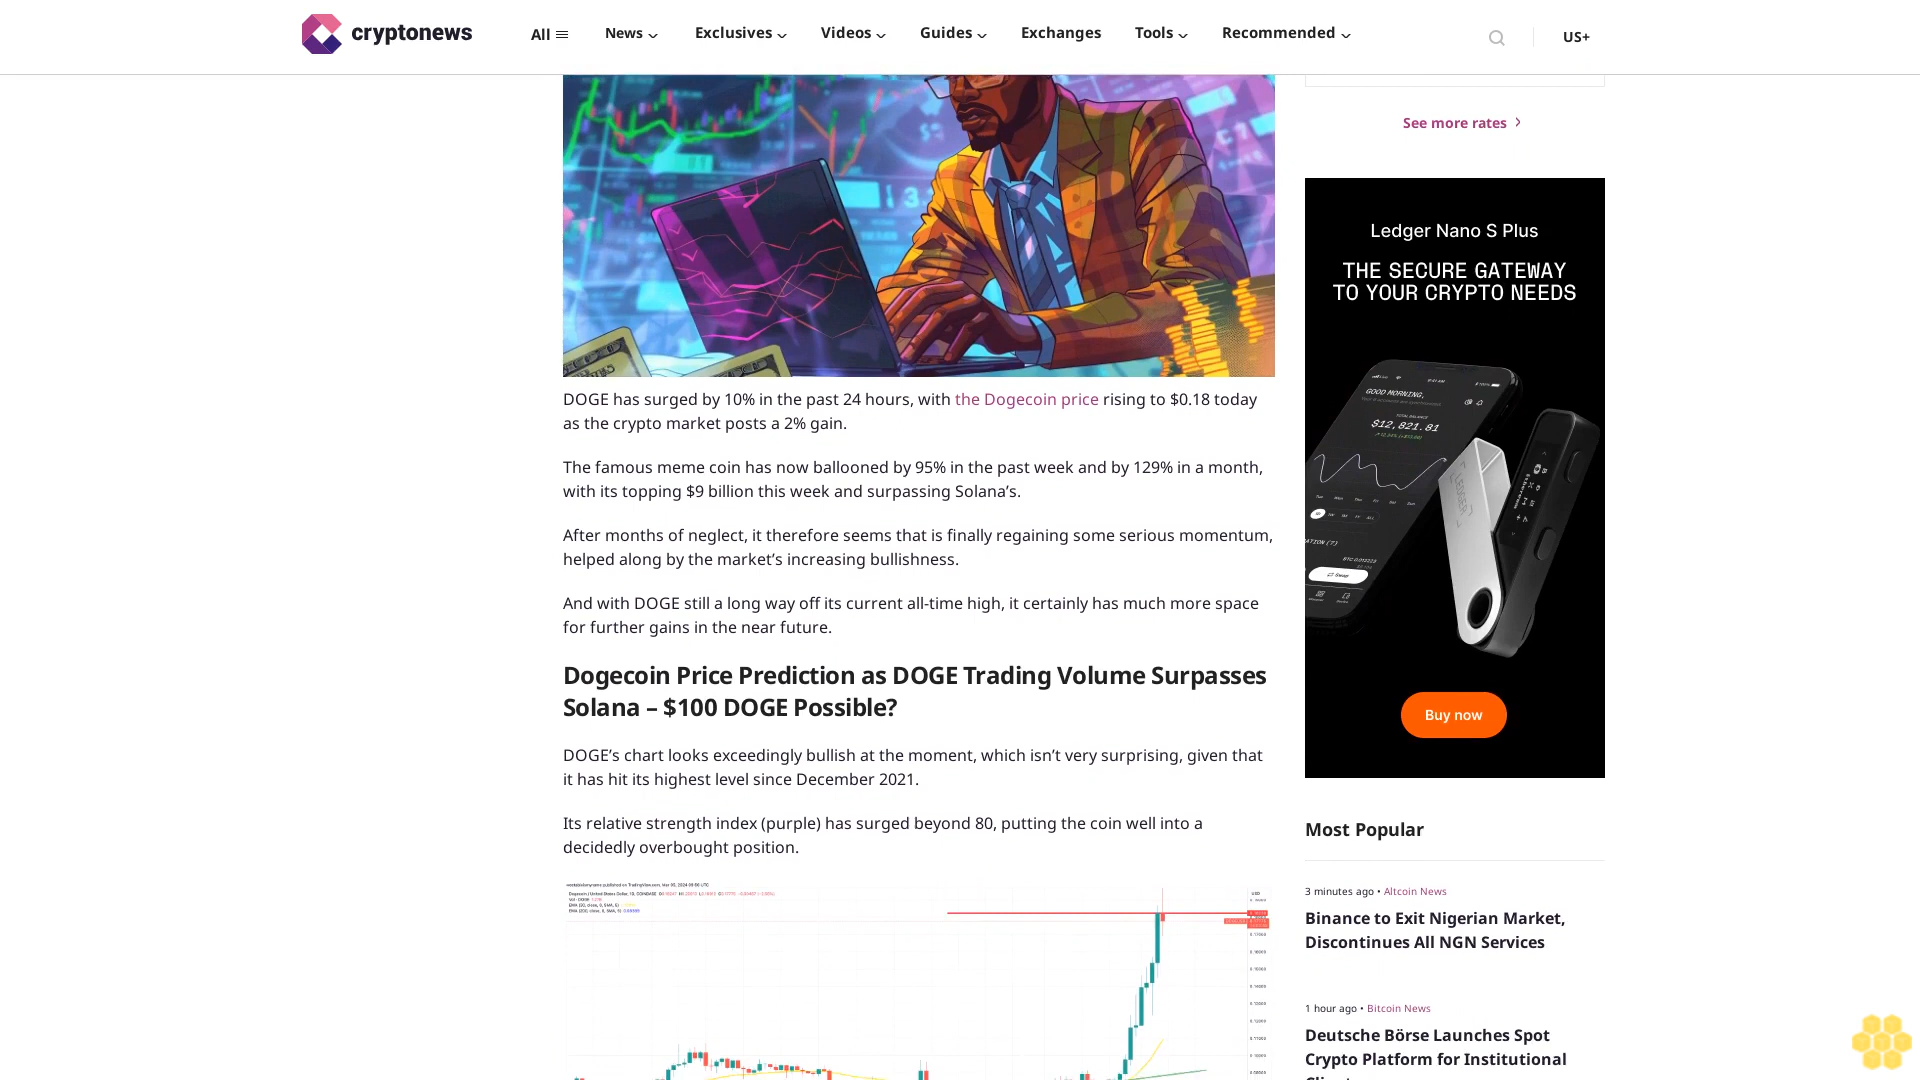 cryptonews
All
News
Exclusives
Videos
Guides
Exchanges
Tools
Recommended
US+
DOGE has surged by 10% in the past 24 hours, with the Dogecoin price rising to $0.18 today
as the crypto market posts a 2% gain.
The famous meme coin has now ballooned by 95% in the past week and by 129% in a month,
with its topping $9 billion this week and surpassing Solana’s.
After months of neglect, it therefore seems that is finally regaining some serious momentum,
helped along by the market’s increasing bullishness.
And with DOGE still a long way off its current all-time high, it certainly has much more space
for further gains in the near future.
Dogecoin Price Prediction as DOGE Trading Volume Surpasses
Solana – $100 DOGE Possible?
DOGE’s chart looks exceedingly bullish at the moment, which isn’t very surprising, given that
it has hit its highest level since December 2021.
Its relative strength index (purple) has surged beyond 80, putting the coin well into a
decidedly overbought position.
See more rates
Ledger Nano S Plus
THE SECURE GATEWAY
TO YOUR CRYPTO NEEDS
GOOD MORNING,
TOTAL BALANCE
$12,821.81
LEDGER
Buy now
Most Popular
3 minutes ago • Altcoin News
Binance to Exit Nigerian Market,
Discontinues All NGN Services
1 hour ago • Bitcoin News
Deutsche Börse Launches Spot
Crypto Platform for Institutional